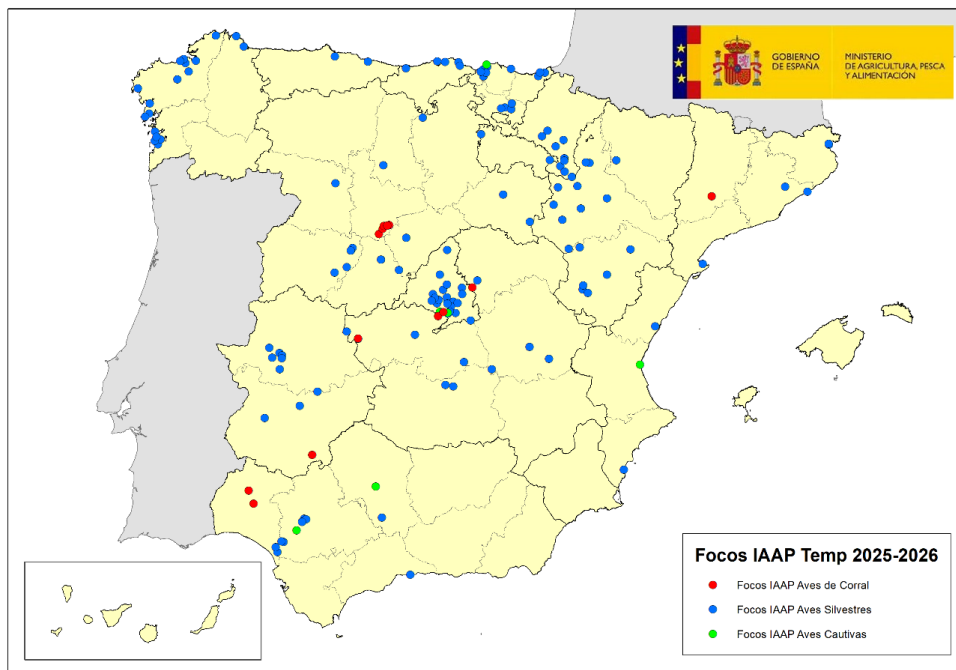 GOBIERNO
DE ESPAÑA
MINISTERIO
DE AGRICULTURA, PESCA
Y ALIMENTACIÓN
Focos IAAP Temp 2025-2026
Focos IAAP Aves de Corral
Focos IAAP Aves Silvestres
Focos IAAP Aves Cautivas